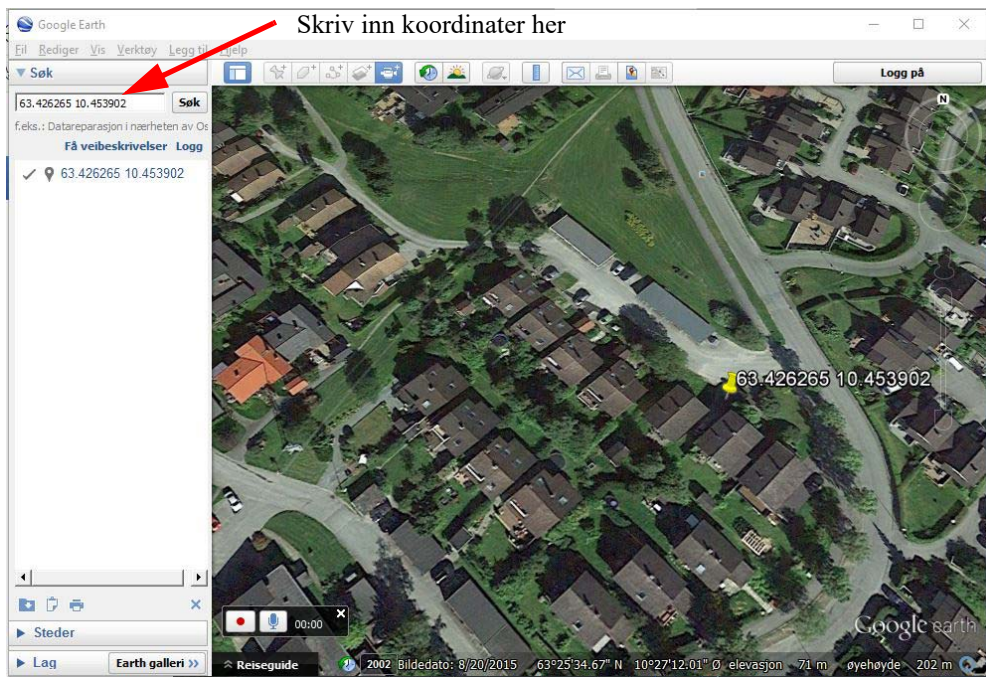 Skriv inn koordinater her
Google Earth
Fil Rediger Vis Verktøy Legg til Hjelp
Søk
Logg på
63.426265 10.453902 Søk
f.eks.: Datareparasjon i nærheten av Os
Få veibeskrivelser Logg
63.426265 10.453902
N
63.426265 10.453902
00:00
Google earth
Steder
Lag Earth galleri »
Reiseguide 2002 Bildedato: 8/20/2015 63°25'34.67" N 10°27'12.01" Ø elevasjon 71 m øyehøyde 202 m